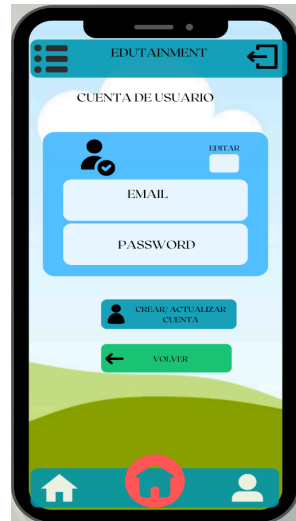 EDUTAINMENT
CUENTA DE USUARIO
EDITAR
EMAIL
PASSWORD
CREAR/ ACTUALIZAR
CUENTA
VOLVER